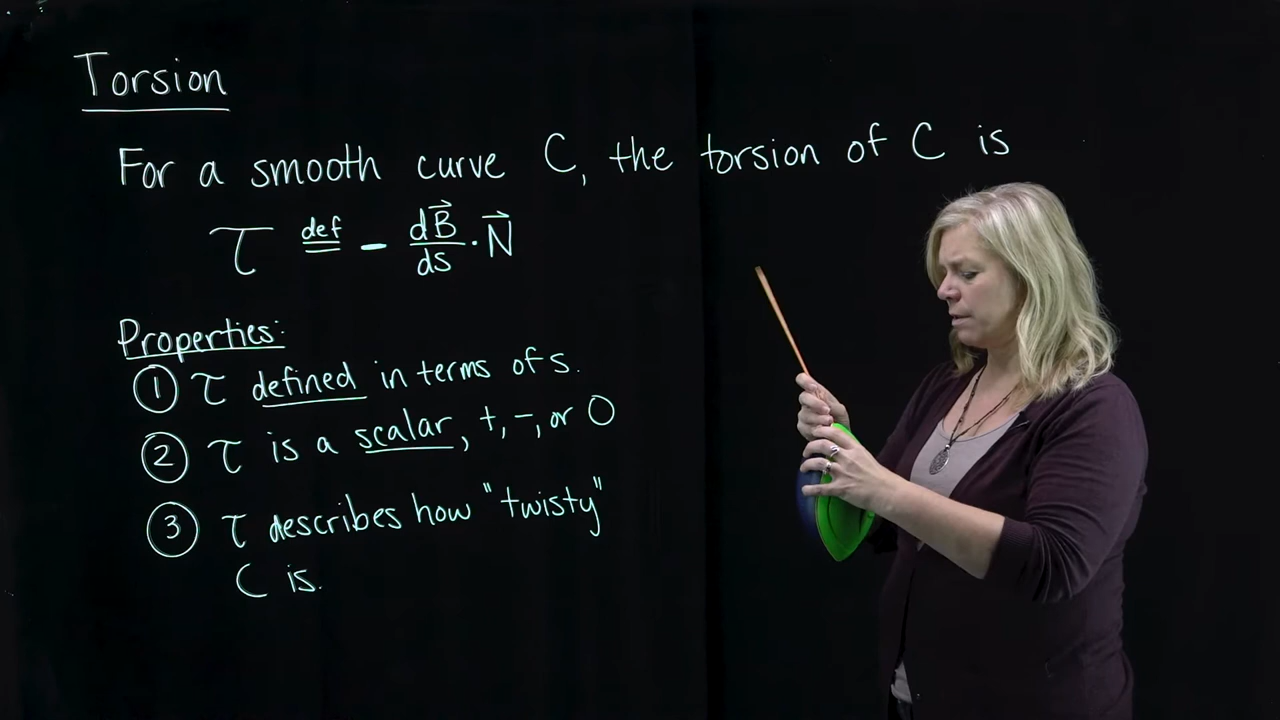 Torsion
For a smooth curve C, the torsion of C is
τ def= - dB⃗/ds · N⃗
Properties:
① τ defined in terms of s.
② τ is a scalar, +, -, or 0
③ τ describes how "twisty"
C is.